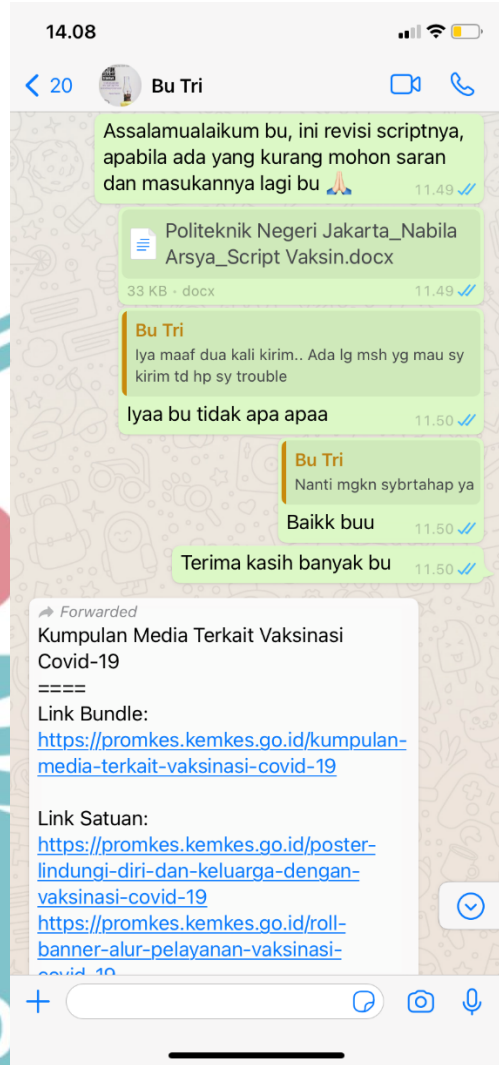 14.08
20
Bu Tri
Assalamualaikum bu, ini revisi scriptnya,
apabila ada yang kurang mohon saran
dan masukannya lagi bu 🙏🏻
11.49
Politeknik Negeri Jakarta_Nabila
Arsya_Script Vaksin.docx
33 KB • docx
11.49
Bu Tri
Iya maaf dua kali kirim.. Ada lg msh yg mau sy
kirim td hp sy trouble
Iyaa bu tidak apa apaa
11.50
Bu Tri
Nanti mgkn sybrtahap ya
Baikk buu
11.50
Terima kasih banyak bu
11.50
Forwarded
Kumpulan Media Terkait Vaksinasi
Covid-19
====
Link Bundle:
https://promkes.kemkes.go.id/kumpulan-
media-terkait-vaksinasi-covid-19
Link Satuan:
https://promkes.kemkes.go.id/poster-
lindungi-diri-dan-keluarga-dengan-
vaksinasi-covid-19
https://promkes.kemkes.go.id/roll-
banner-alur-pelayanan-vaksinasi-
covid-19